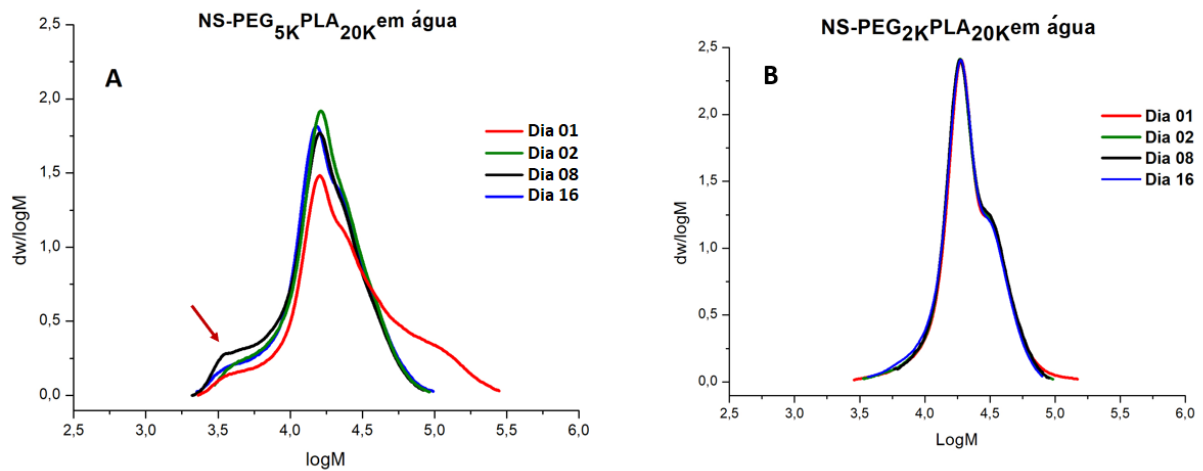 NS-PEG5KPLA20Kem água
A
Dia 01
Dia 02
Dia 08
Dia 16
dw/logM
2,5
2,0
1,5
1,0
0,5
0,0
2,5 3,0 3,5 4,0 4,5 5,0 5,5 6,0
logM
NS-PEG2KPLA20Kem água
B
Dia 01
Dia 02
Dia 08
Dia 16
dw/logM
2,5
2,0
1,5
1,0
0,5
0,0
2,5 3,0 3,5 4,0 4,5 5,0 5,5 6,0
LogM